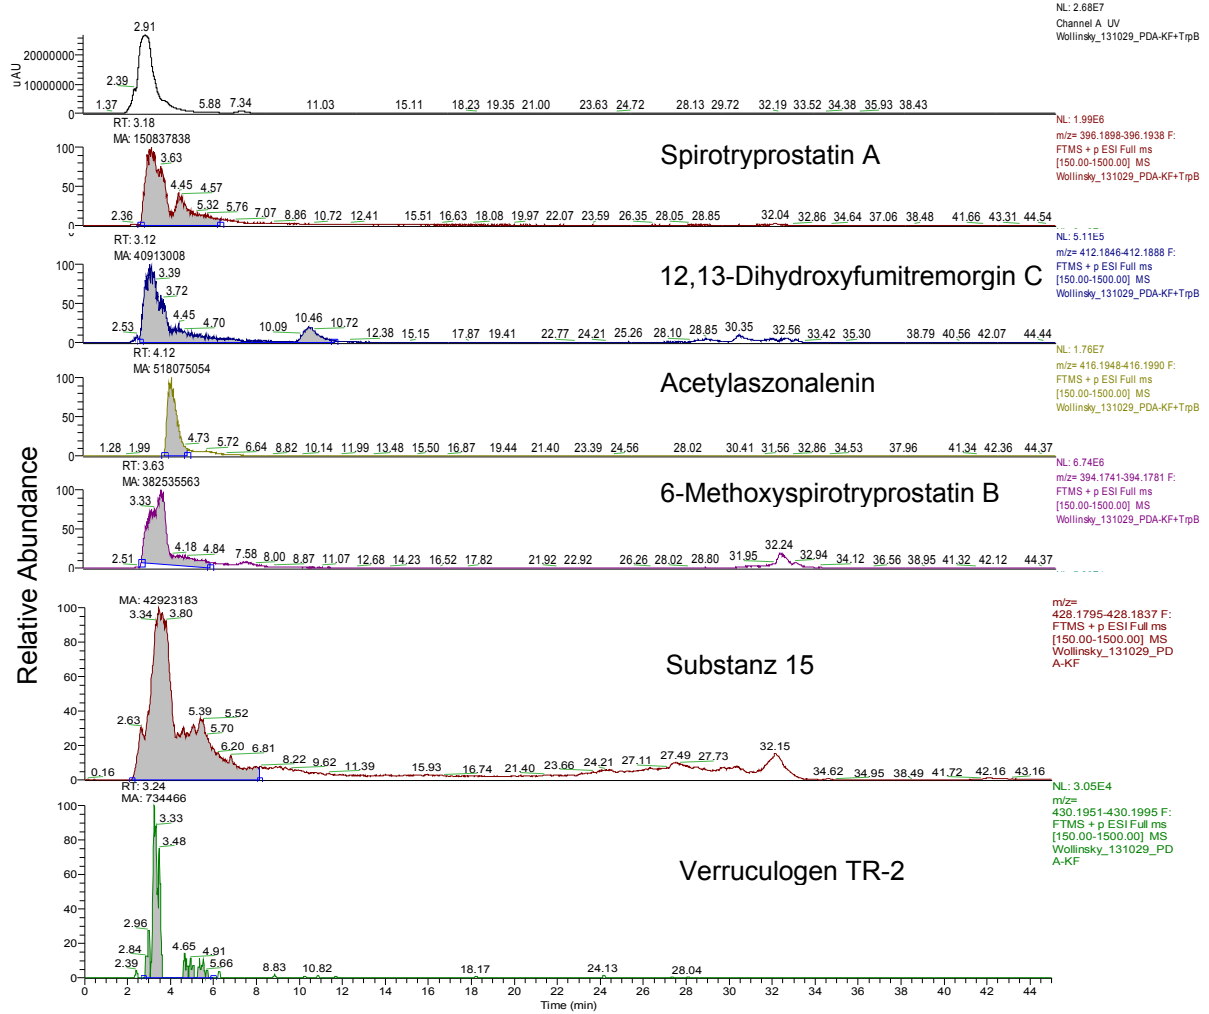 NL: 2.68E7
Channel A UV
Wollinsky_131029_PDA-KF+TrpB
uAU
20000000
10000000
0
2.91
2.39
1.37 5.88 7.34 11.03 15.11 18.23 19.35 21.00 23.63 24.72 28.13 29.72 32.19 33.52 34.38 35.93 38.43
RT: 3.18
MA: 150837838
Spirotryprostatin A
NL: 1.99E6
m/z= 396.1898-396.1938 F:
FTMS + p ESI Full ms
[150.00-1500.00] MS
Wollinsky_131029_PDA-KF+TrpB
100
50
0
3.63
4.45 4.57
5.32 5.76
2.36 7.07 8.86 10.72 12.41 15.51 16.63 18.08 19.97 22.07 23.59 26.35 28.05 28.85 32.04 32.86 34.64 37.06 38.48 41.66 43.31 44.54
RT: 3.12
MA: 40913008
12,13-Dihydroxyfumitremorgin C
NL: 5.11E5
m/z= 412.1846-412.1888 F:
FTMS + p ESI Full ms
[150.00-1500.00] MS
Wollinsky_131029_PDA-KF+TrpB
100
50
0
3.39
3.72
4.45 4.70
2.53 10.09 10.46 10.72 12.38 15.15 17.87 19.41 22.77 24.21 25.26 28.10 28.85 30.35 32.56 33.42 35.30 38.79 40.56 42.07 44.44
RT: 4.12
MA: 518075054
Acetylaszonalenin
NL: 1.76E7
m/z= 416.1948-416.1990 F:
FTMS + p ESI Full ms
[150.00-1500.00] MS
Wollinsky_131029_PDA-KF+TrpB
100
50
0
1.28 1.99 4.73 5.72 6.64 8.82 10.14 11.99 13.48 15.50 16.87 19.44 21.40 23.39 24.56 28.02 30.41 31.56 32.86 34.53 37.96 41.34 42.36 44.37
RT: 3.63
MA: 382535563
6-Methoxyspirotryprostatin B
NL: 6.74E6
m/z= 394.1741-394.1781 F:
FTMS + p ESI Full ms
[150.00-1500.00] MS
Wollinsky_131029_PDA-KF+TrpB
100
50
0
3.33
4.18 4.84
2.51 7.58 8.00 8.87 11.07 12.68 14.23 16.52 17.82 21.92 22.92 26.26 28.02 28.80 31.95 32.24 32.94 34.12 36.56 38.95 41.32 42.12 44.37
Relative Abundance
MA: 42923183
Substanz 15
m/z=
428.1795-428.1837 F:
FTMS + p ESI Full ms
[150.00-1500.00] MS
Wollinsky_131029_PD
A-KF
100
80
60
40
20
0
3.34 3.80
2.63 5.39 5.52
5.70
6.20 6.81
0.16 8.22 9.62 11.39 15.93 16.74 21.40 23.66 24.21 27.11 27.49 27.73 32.15 34.62 34.95 38.49 41.72 42.16 43.16
RT: 3.24
MA: 734466
Verruculogen TR-2
NL: 3.05E4
m/z=
430.1951-430.1995 F:
FTMS + p ESI Full ms
[150.00-1500.00] MS
Wollinsky_131029_PD
A-KF
100
80
60
40
20
0
3.33
3.48
2.96
2.84 4.65 4.91
2.39 5.66 8.83 10.82 18.17 24.13 28.04
0 2 4 6 8 10 12 14 16 18 20 22 24 26 28 30 32 34 36 38 40 42 44
Time (min)